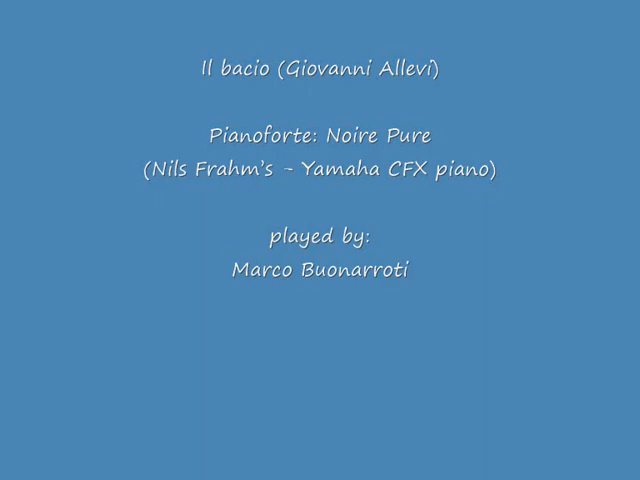 Il bacio (Giovanni Allevi)
Pianoforte: Noire Pure
(Nils Frahm's - Yamaha CFX piano)
played by:
Marco Buonarroti